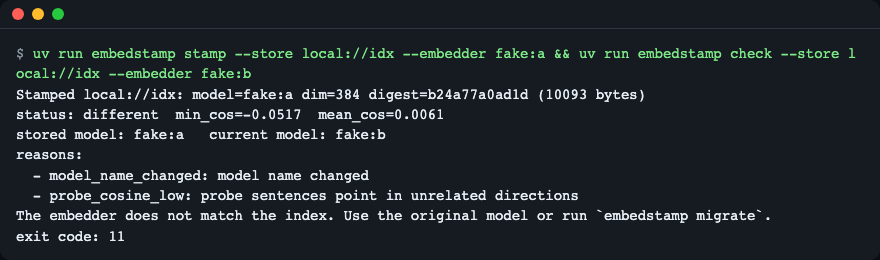 $ uv run embedstamp stamp --store local://idx --embedder fake:a && uv run embedstamp check --store l
ocal://idx --embedder fake:b
Stamped local://idx: model=fake:a dim=384 digest=b24a77a0ad1d (10093 bytes)
status: different  min_cos=-0.0517  mean_cos=0.0061
stored model: fake:a   current model: fake:b
reasons:
  - model_name_changed: model name changed
  - probe_cosine_low: probe sentences point in unrelated directions
The embedder does not match the index. Use the original model or run `embedstamp migrate`.
exit code: 11